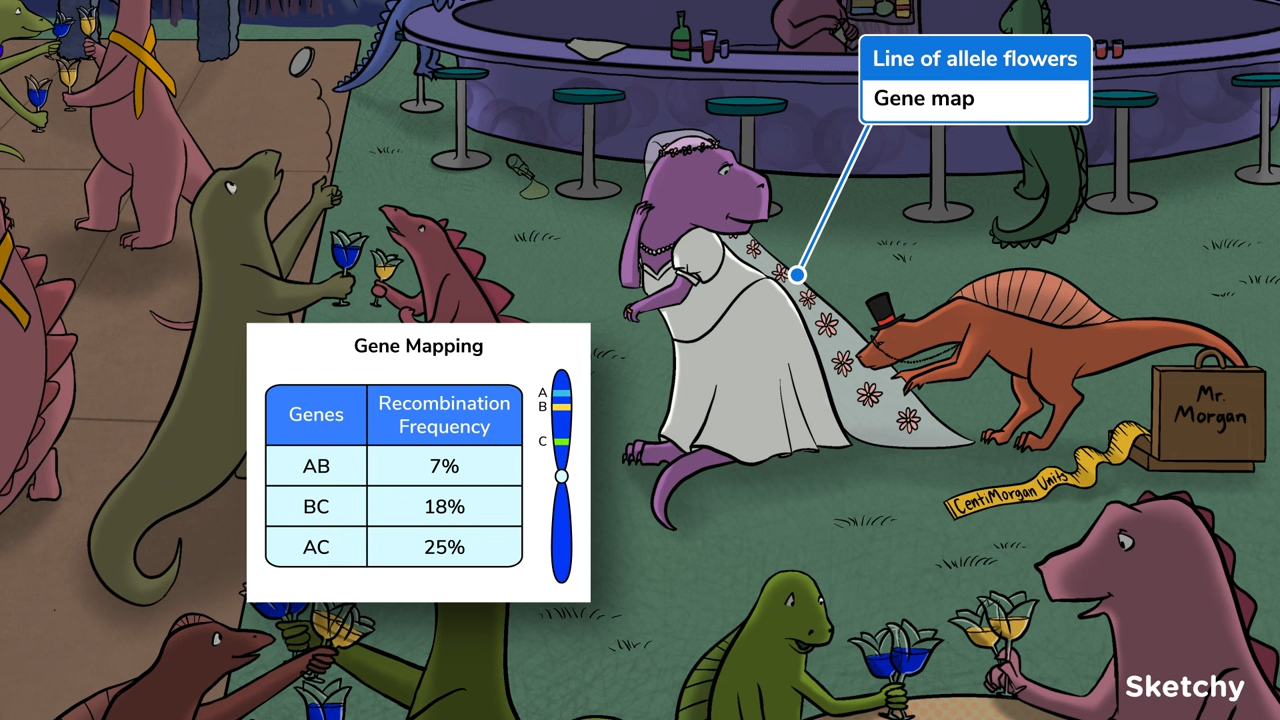 Line of allele flowers
Gene map
Gene Mapping
Genes
Recombination
Frequency
AB
7%
BC
18%
AC
25%
A
B
C
Mr.
Morgan
CentiMorgan Units
Sketchy